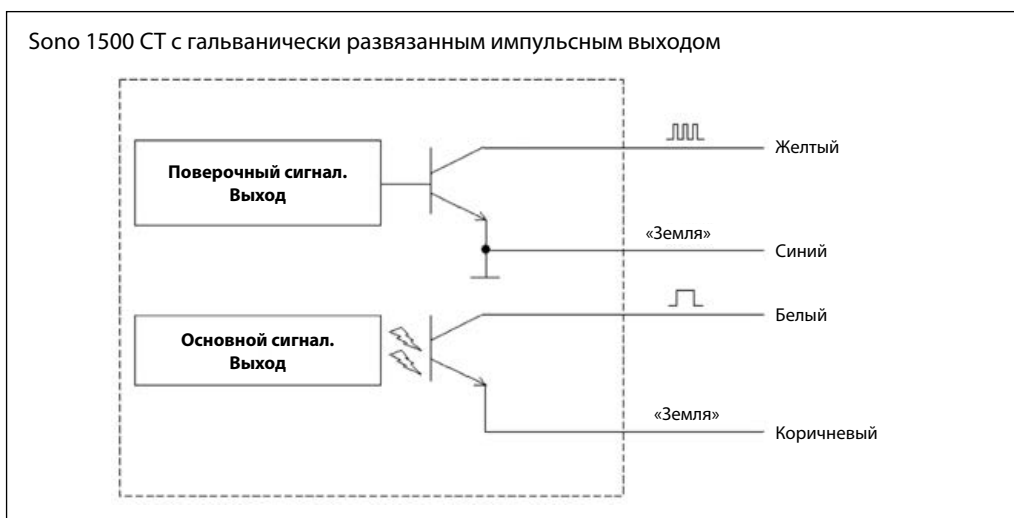 Sono 1500 CT с гальванически развязанным импульсным выходом
Поверочный сигнал.
Выход
Желтый
«Земля»
Синий
Основной сигнал.
Выход
Белый
«Земля»
Коричневый